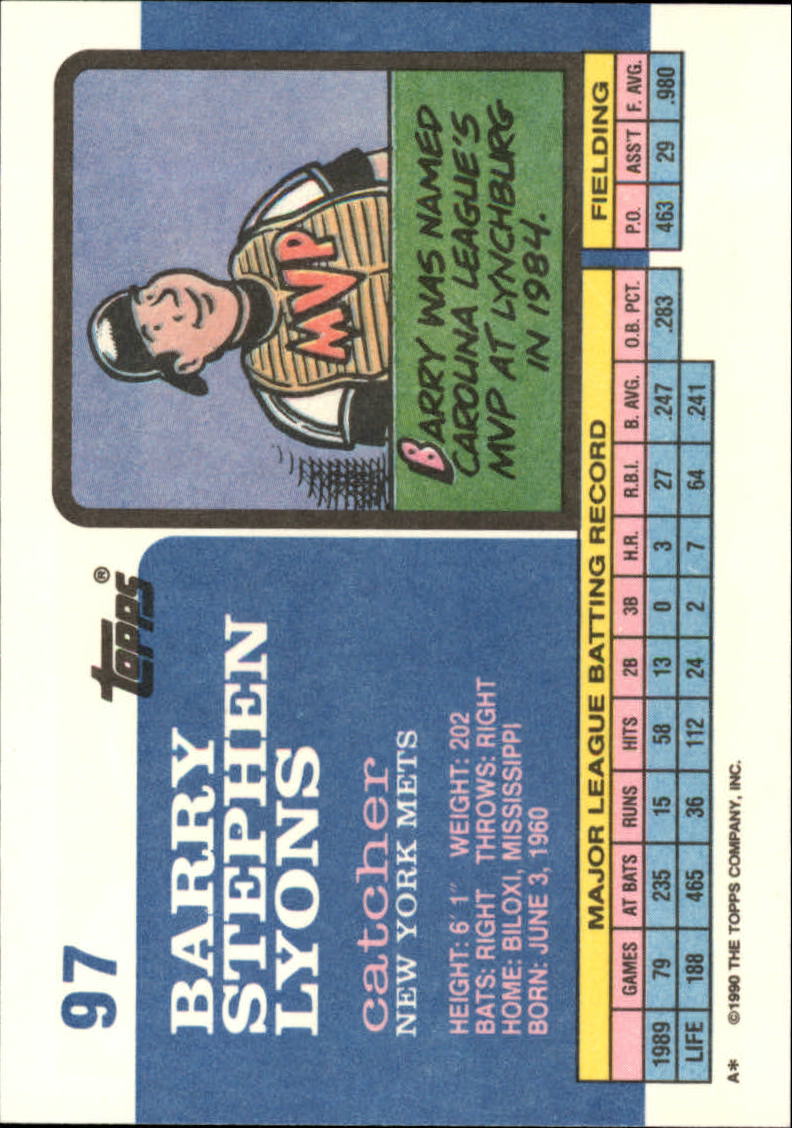 97
TOPPS®
BARRY
STEPHEN
LYONS
catcher
NEW YORK METS
HEIGHT: 6' 1" WEIGHT: 202
BATS: RIGHT THROWS: RIGHT
HOME: BILOXI, MISSISSIPPI
BORN: JUNE 3, 1960
MVP
BARRY WAS NAMED
CAROLINA LEAGUE'S
MVP AT LYNCHBURG
IN 1984.
MAJOR LEAGUE BATTING RECORD FIELDING
GAMES AT BATS RUNS HITS 2B 3B H.R. R.B.I. B. AVG. O.B. PCT. P.O. ASS'T F. AVG.
1989 79 235 15 58 13 0 3 27 .247 .283 463 29 .980
LIFE 188 465 36 112 24 2 7 64 .241
A* ©1990 THE TOPPS COMPANY, INC.